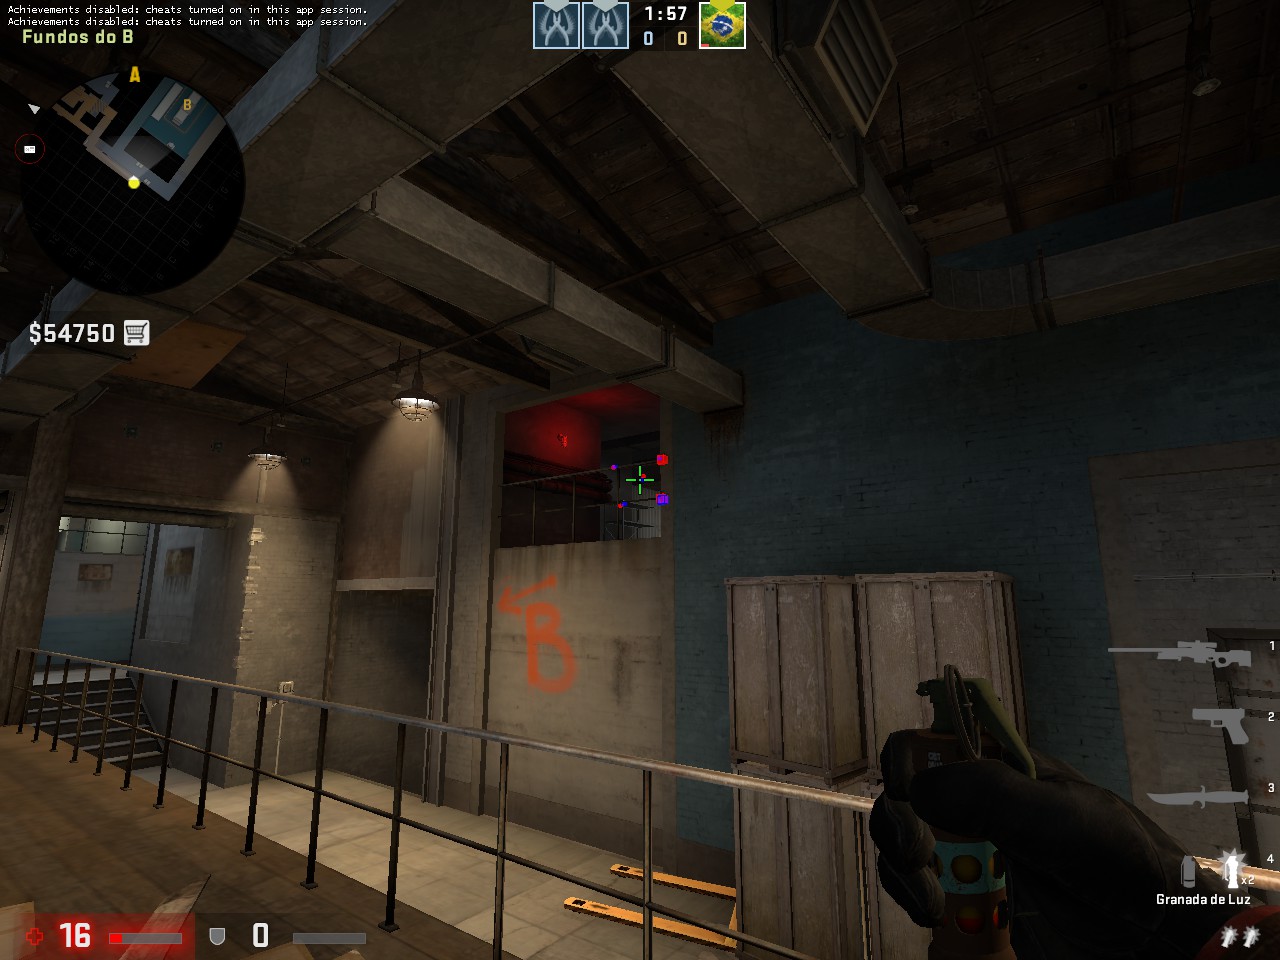 Achievements disabled: cheats turned on in this app session.
Achievements disabled: cheats turned on in this app session.
Fundos do B
1:57
0 0
A
B
$54750
B
1
2
3
4
x2
Granada de Luz
16
0